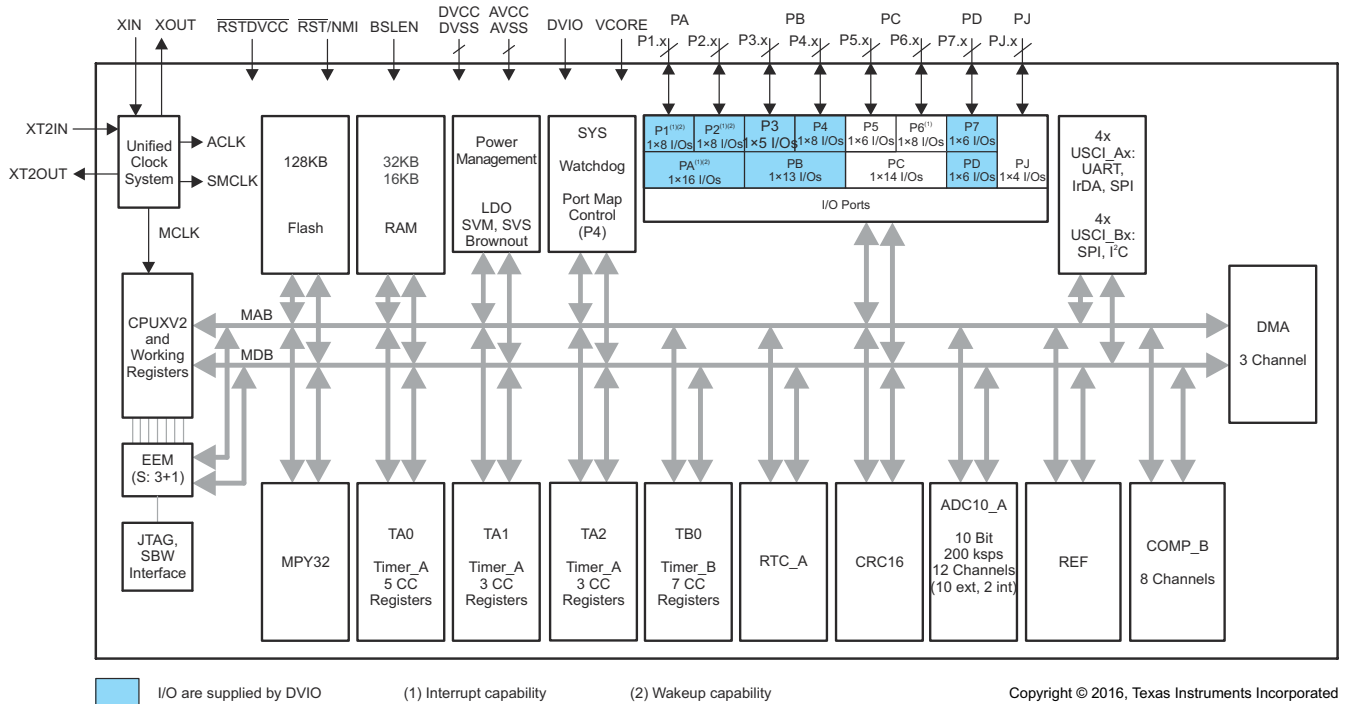 XIN
XOUT
RSTDVCC
RST/NMI
BSLEN
DVCC
DVSS
AVCC
AVSS
DVIO
VCORE
PA
P1.x
P2.x
PB
P3.x
P4.x
PC
P5.x
P6.x
PD
P7.x
PJ
PJ.x
XT2IN
XT2OUT
Unified
Clock
System
ACLK
SMCLK
MCLK
128KB
Flash
32KB
16KB
RAM
Power
Management
LDO
SVM, SVS
Brownout
SYS
Watchdog
Port Map
Control
(P4)
P1(1)(2)
1×8 I/Os
P2(1)(2)
1×8 I/Os
P3
1×5 I/Os
P4
1×8 I/Os
P5
1×6 I/Os
P6(1)
1×8 I/Os
P7
1×6 I/Os
PA(1)(2)
1×16 I/Os
PB
1×13 I/Os
PC
1×14 I/Os
PD
1×6 I/Os
PJ
1×4 I/Os
I/O Ports
4x
USCI_Ax:
UART,
IrDA, SPI
4x
USCI_Bx:
SPI, I2C
CPUXV2
and
Working
Registers
MAB
MDB
DMA
3 Channel
EEM
(S: 3+1)
JTAG,
SBW
Interface
MPY32
TA0
Timer_A
5 CC
Registers
TA1
Timer_A
3 CC
Registers
TA2
Timer_A
3 CC
Registers
TB0
Timer_B
7 CC
Registers
RTC_A
CRC16
ADC10_A
10 Bit
200 ksps
12 Channels
(10 ext, 2 int)
REF
COMP_B
8 Channels
I/O are supplied by DVIO
(1) Interrupt capability
(2) Wakeup capability
Copyright © 2016, Texas Instruments Incorporated